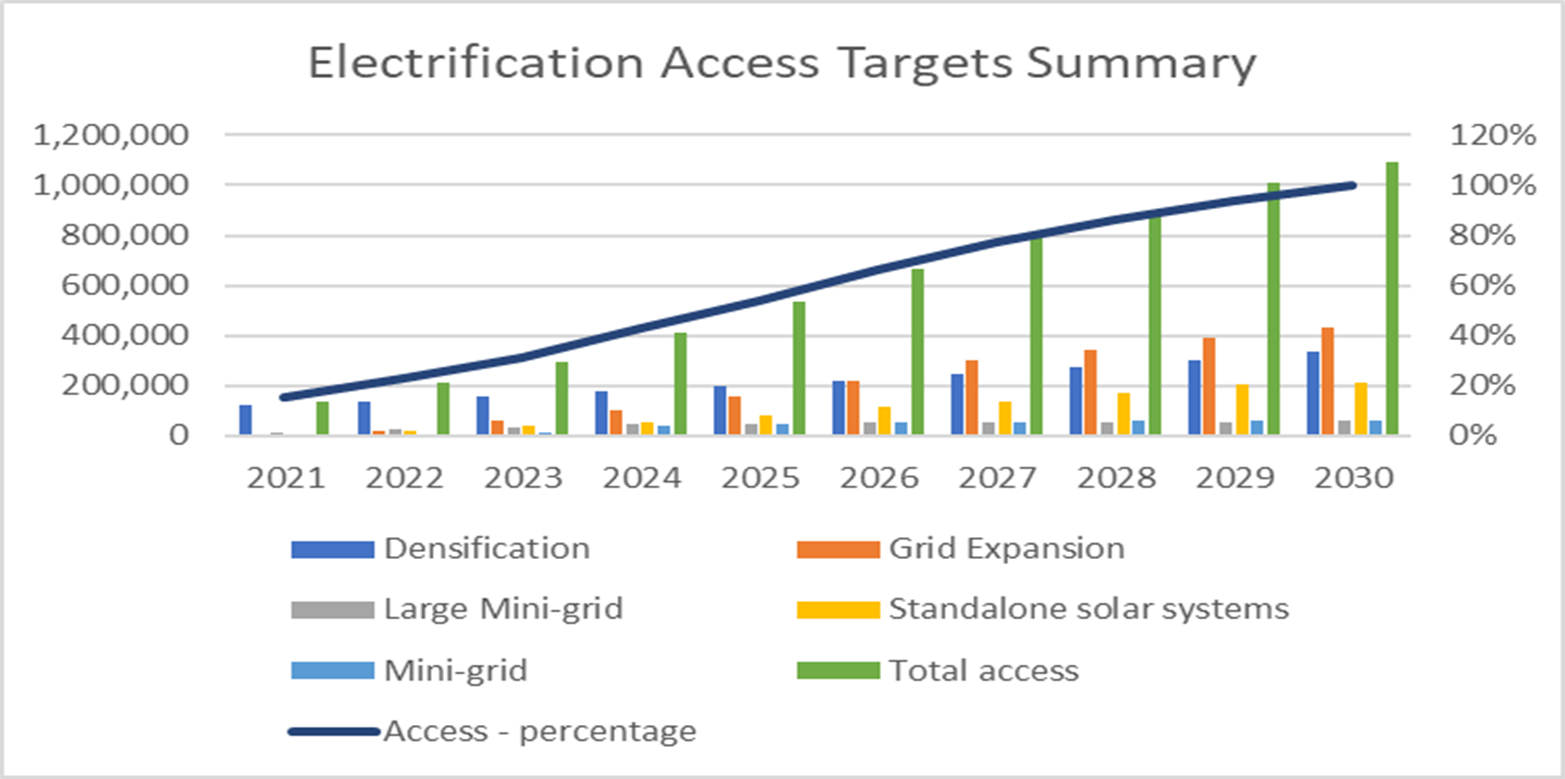 Electrification Access Targets Summary
1,200,000 120%
1,000,000 100%
800,000 80%
600,000 60%
400,000 40%
200,000 20%
0 0%
2021 2022 2023 2024 2025 2026 2027 2028 2029 2030
Densification Grid Expansion
Large Mini-grid Standalone solar systems
Mini-grid Total access
Access - percentage